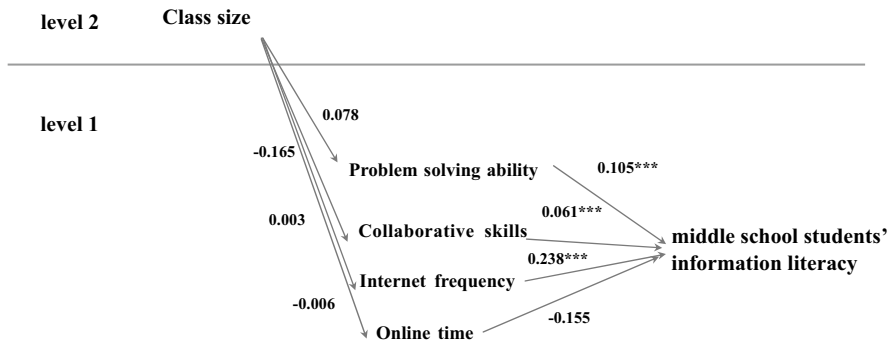 level 2
Class size
level 1
0.078
-0.165
Problem solving ability
0.105***
0.003
0.061***
Collaborative skills
middle school students’
information literacy
0.238***
Internet frequency
-0.006
-0.155
Online time